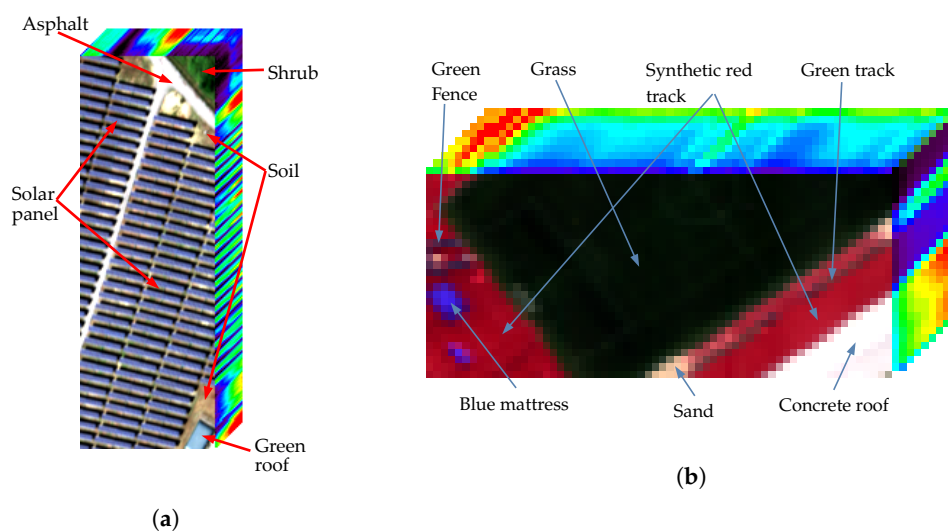 Asphalt
Shrub
Soil
Solar
panel
Green
roof
(a)
Green
Fence
Grass
Synthetic red
track
Green track
Blue mattress
Sand
Concrete roof
(b)